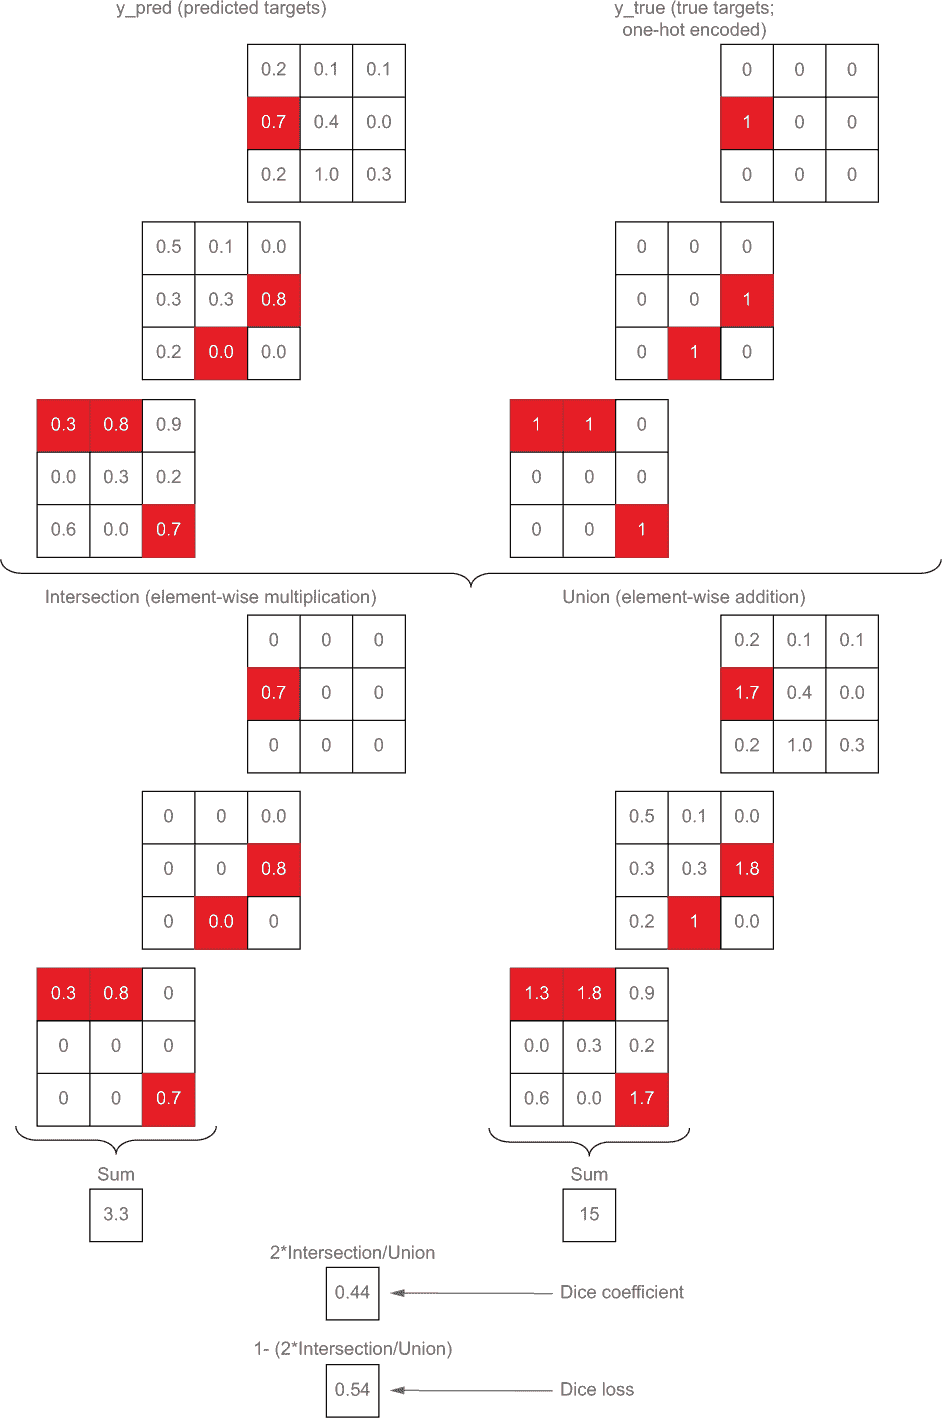 y_pred (predicted targets)
y_true (true targets;
one-hot encoded)
0.2 0.1 0.1
0.7 0.4 0.0
0.2 1.0 0.3
0 0 0
1 0 0
0 0 0
0.5 0.1 0.0
0.3 0.3 0.8
0.2 0.0 0.0
0 0 0
0 0 1
0 1 0
0.3 0.8 0.9
0.0 0.3 0.2
0.6 0.0 0.7
1 1 0
0 0 0
0 0 1
Intersection (element-wise multiplication)
Union (element-wise addition)
0 0 0
0.7 0 0
0 0 0
0.2 0.1 0.1
1.7 0.4 0.0
0.2 1.0 0.3
0 0 0.0
0 0 0.8
0 0.0 0
0.5 0.1 0.0
0.3 0.3 1.8
0.2 1 0.0
0.3 0.8 0
0 0 0
0 0 0.7
1.3 1.8 0.9
0.0 0.3 0.2
0.6 0.0 1.7
Sum
3.3
Sum
15
2*Intersection/Union
0.44
Dice coefficient
1- (2*Intersection/Union)
0.54
Dice loss